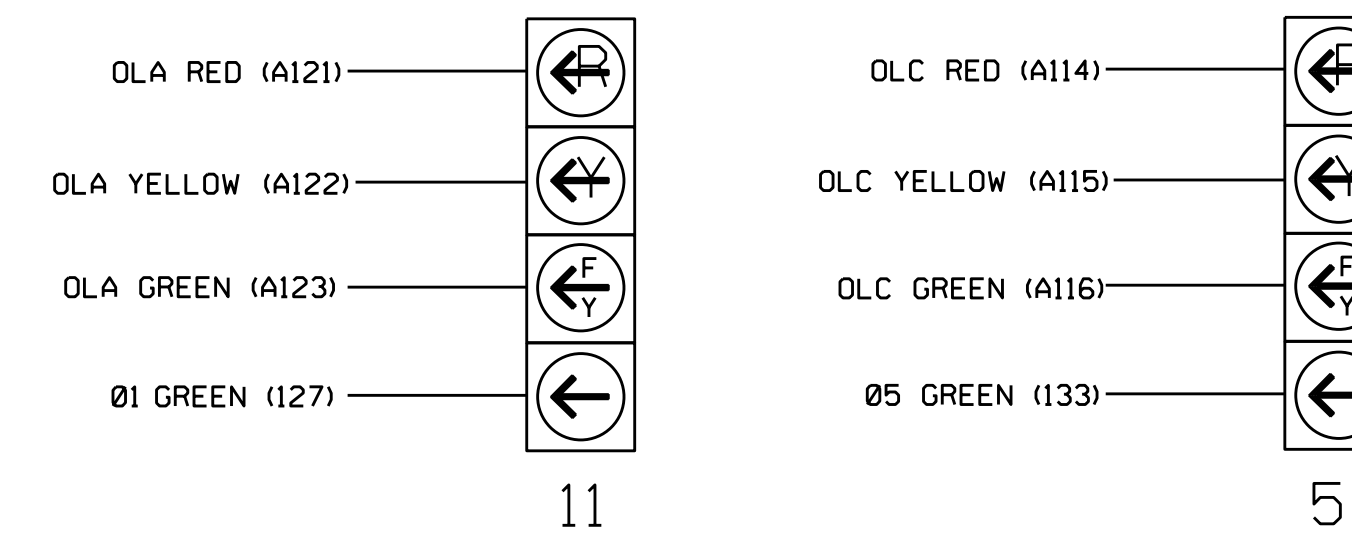 OLA RED (A121)
R
OLA YELLOW (A122)
Y
OLA GREEN (A123)
F
Y
Ø1 GREEN (127)
11
OLC RED (A114)
R
OLC YELLOW (A115)
Y
OLC GREEN (A116)
F
Y
Ø5 GREEN (133)
5